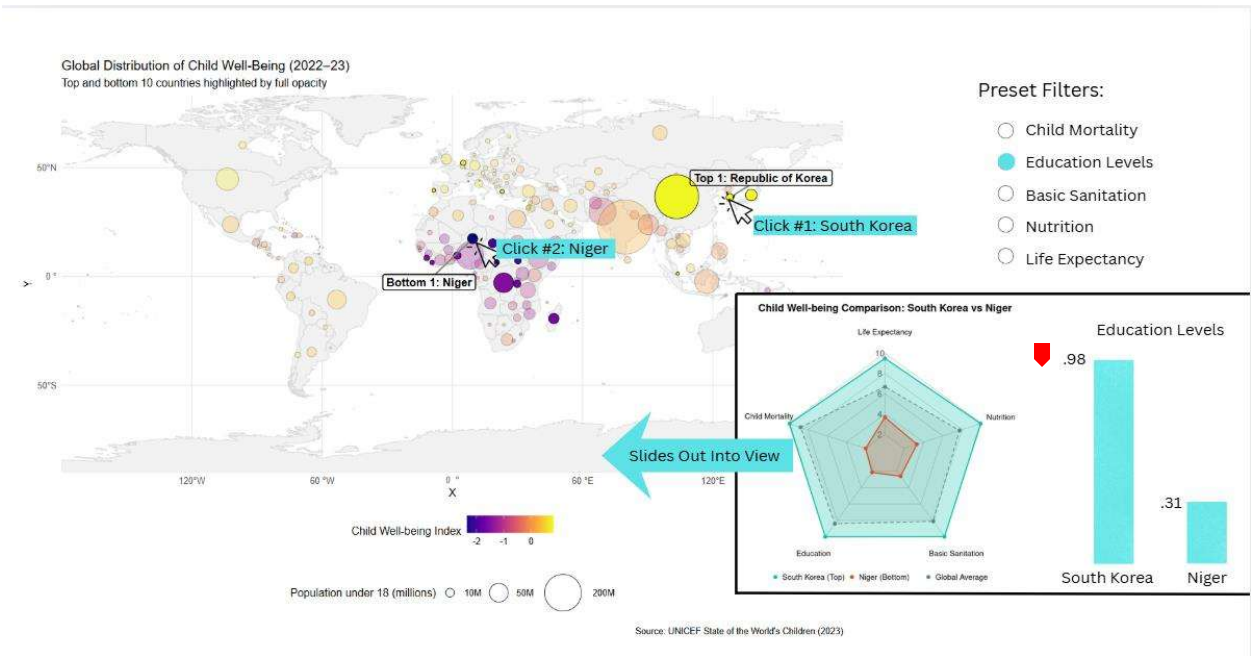 Global Distribution of Child Well-Being (2022–23)
Top and bottom 10 countries highlighted by full opacity
Preset Filters:
Child Mortality
Education Levels
Basic Sanitation
Nutrition
Life Expectancy
50°N
0°
50°S
Y
Top 1: Republic of Korea
Click #1: South Korea
Click #2: Niger
Bottom 1: Niger
Slides Out Into View
120°W
60°W
0°
60°E
120°E
X
Child Well-being Index
-2 -1 0
Population under 18 (millions) 10M 50M 200M
Source: UNICEF State of the World's Children (2023)
Child Well-being Comparison: South Korea vs Niger
Life Expectancy
10
8
6
4
2
Child Mortality
Nutrition
Education
Basic Sanitation
South Korea (Top) Niger (Bottom) Global Average
Education Levels
.98
.31
South Korea Niger